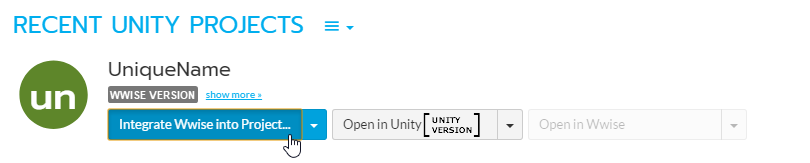 RECENT UNITY PROJECTS
UniqueName
un
WWISE VERSION show more »
Integrate Wwise into Project... Open in Unity [UNITY VERSION] Open in Wwise